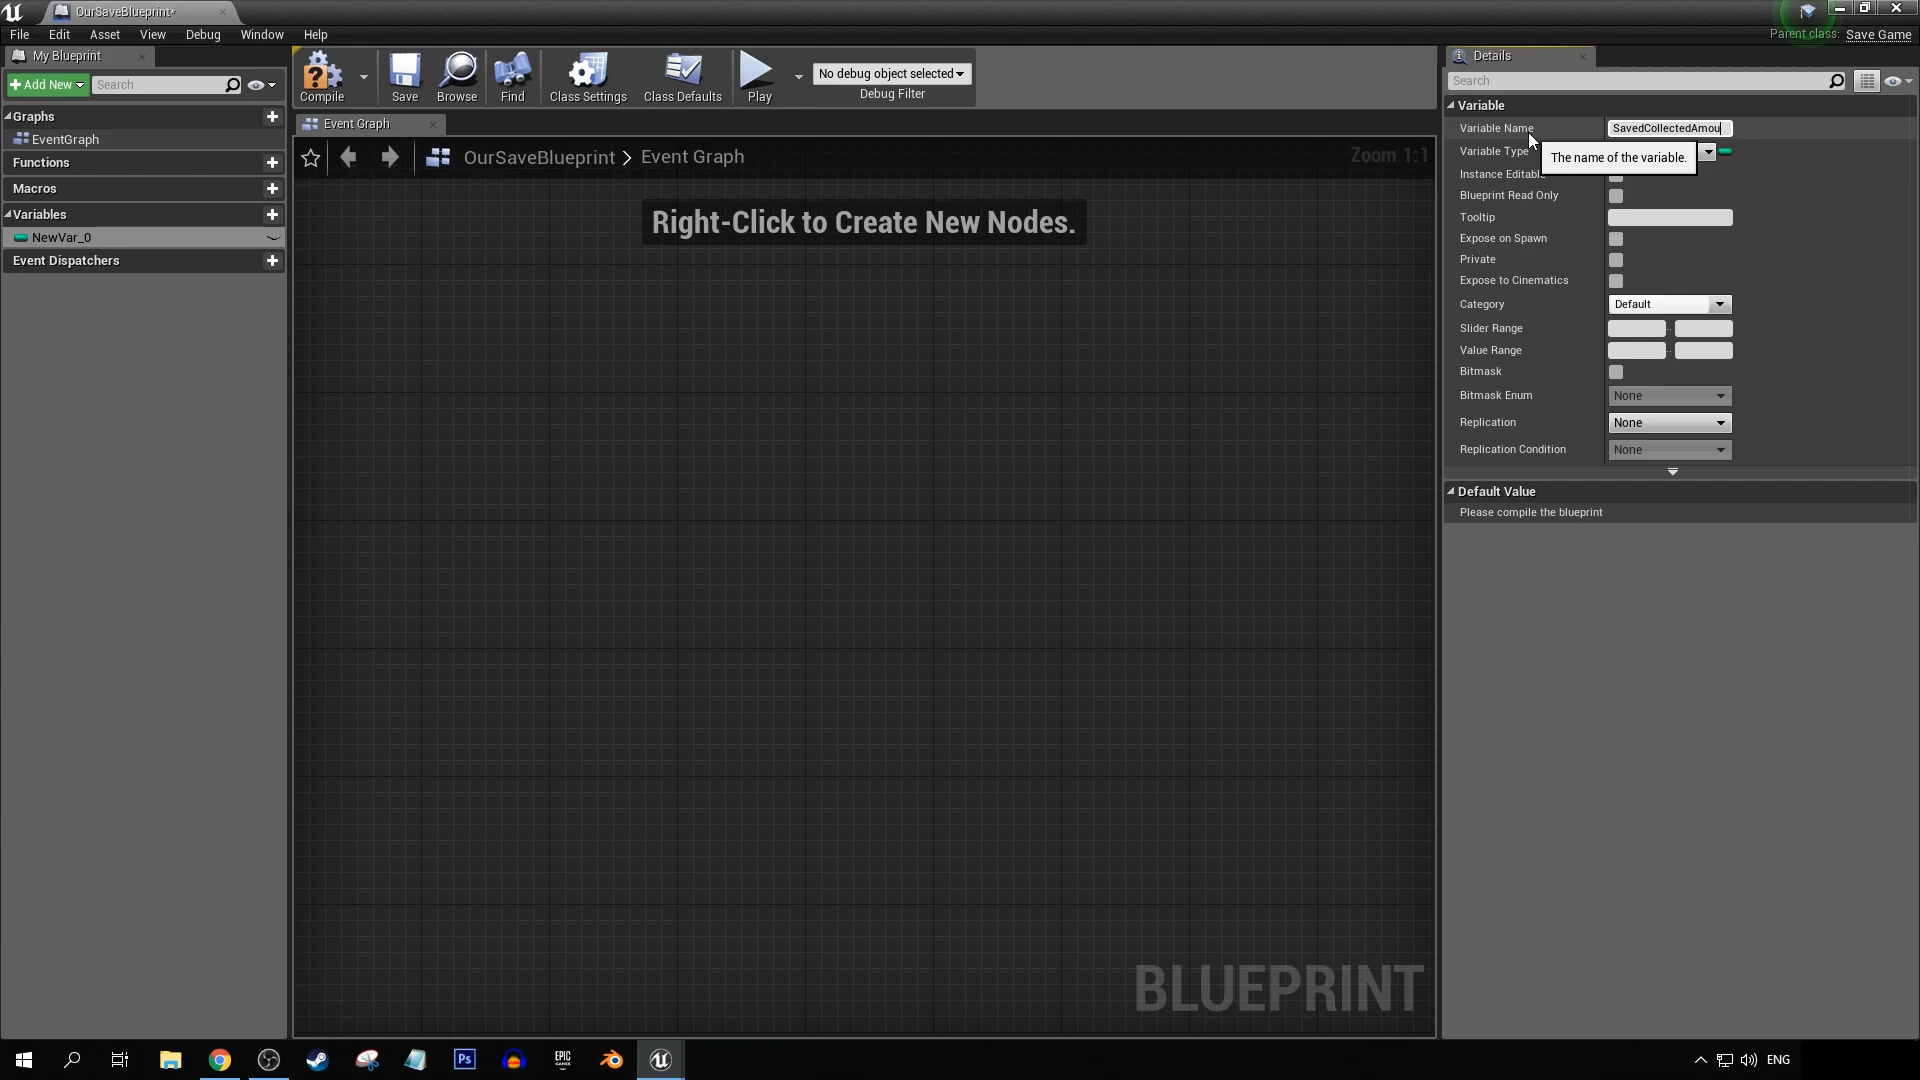 OurSaveBlueprint*
File Edit Asset View Debug Window Help
Parent class: Save Game
My Blueprint
Add New
Search
Graphs
EventGraph
Functions
Macros
Variables
NewVar_0
Event Dispatchers
Compile
Save
Browse
Find
Class Settings
Class Defaults
Play
No debug object selected
Debug Filter
Event Graph
OurSaveBlueprint > Event Graph
Zoom 1:1
Right-Click to Create New Nodes.
BLUEPRINT
Details
Search
Variable
Variable Name SavedCollectedAmou
Variable Type
The name of the variable.
Instance Editable
Blueprint Read Only
Tooltip
Expose on Spawn
Private
Expose to Cinematics
Category Default
Slider Range
Value Range
Bitmask
Bitmask Enum None
Replication None
Replication Condition None
Default Value
Please compile the blueprint
Ps
EPIC
GAMES
ENG